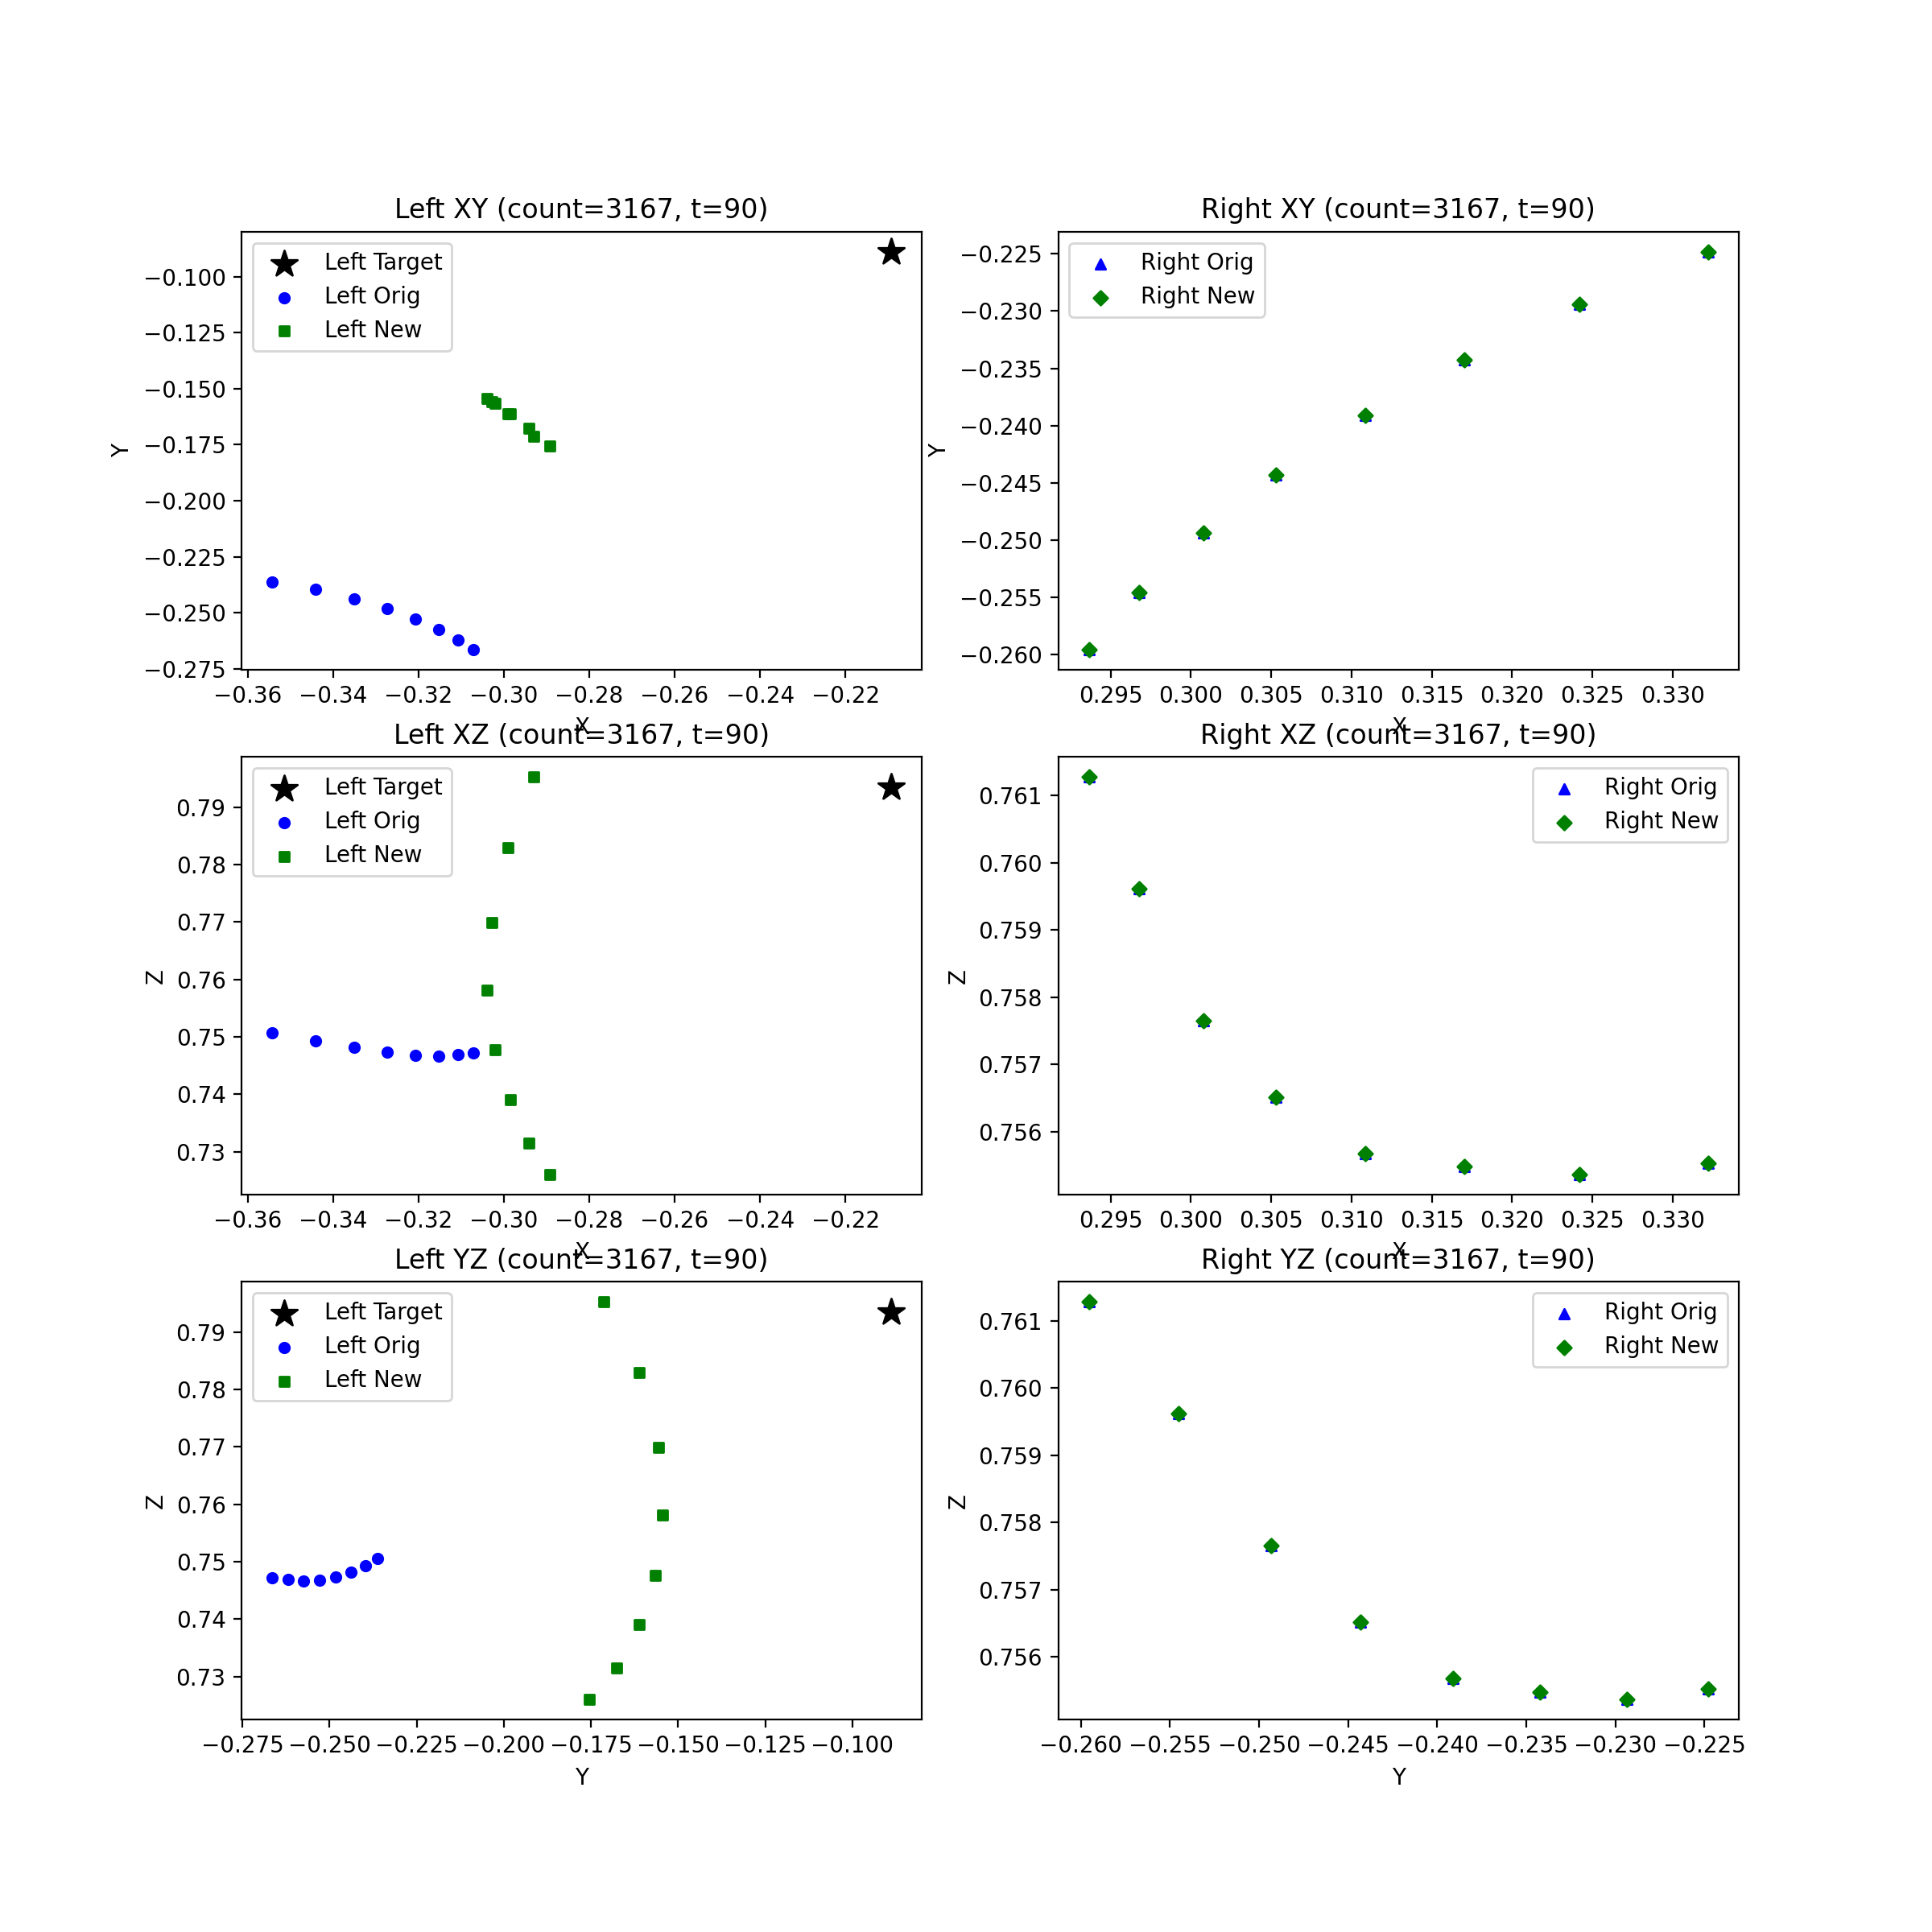 Left XY (count=3167, t=90)
Left Target
Left Orig
Left New
Y
−0.100
−0.125
−0.150
−0.175
−0.200
−0.225
−0.250
−0.275
−0.36 −0.34 −0.32 −0.30 −0.28 −0.26 −0.24 −0.22
X
Right XY (count=3167, t=90)
Right Orig
Right New
Y
−0.225
−0.230
−0.235
−0.240
−0.245
−0.250
−0.255
−0.260
0.295 0.300 0.305 0.310 0.315 0.320 0.325 0.330
X
Left XZ (count=3167, t=90)
Left Target
Left Orig
Left New
Z
0.79
0.78
0.77
0.76
0.75
0.74
0.73
−0.36 −0.34 −0.32 −0.30 −0.28 −0.26 −0.24 −0.22
X
Right XZ (count=3167, t=90)
Right Orig
Right New
Z
0.761
0.760
0.759
0.758
0.757
0.756
0.295 0.300 0.305 0.310 0.315 0.320 0.325 0.330
X
Left YZ (count=3167, t=90)
Left Target
Left Orig
Left New
Z
0.79
0.78
0.77
0.76
0.75
0.74
0.73
−0.275 −0.250 −0.225 −0.200 −0.175 −0.150 −0.125 −0.100
Y
Right YZ (count=3167, t=90)
Right Orig
Right New
Z
0.761
0.760
0.759
0.758
0.757
0.756
−0.260 −0.255 −0.250 −0.245 −0.240 −0.235 −0.230 −0.225
Y